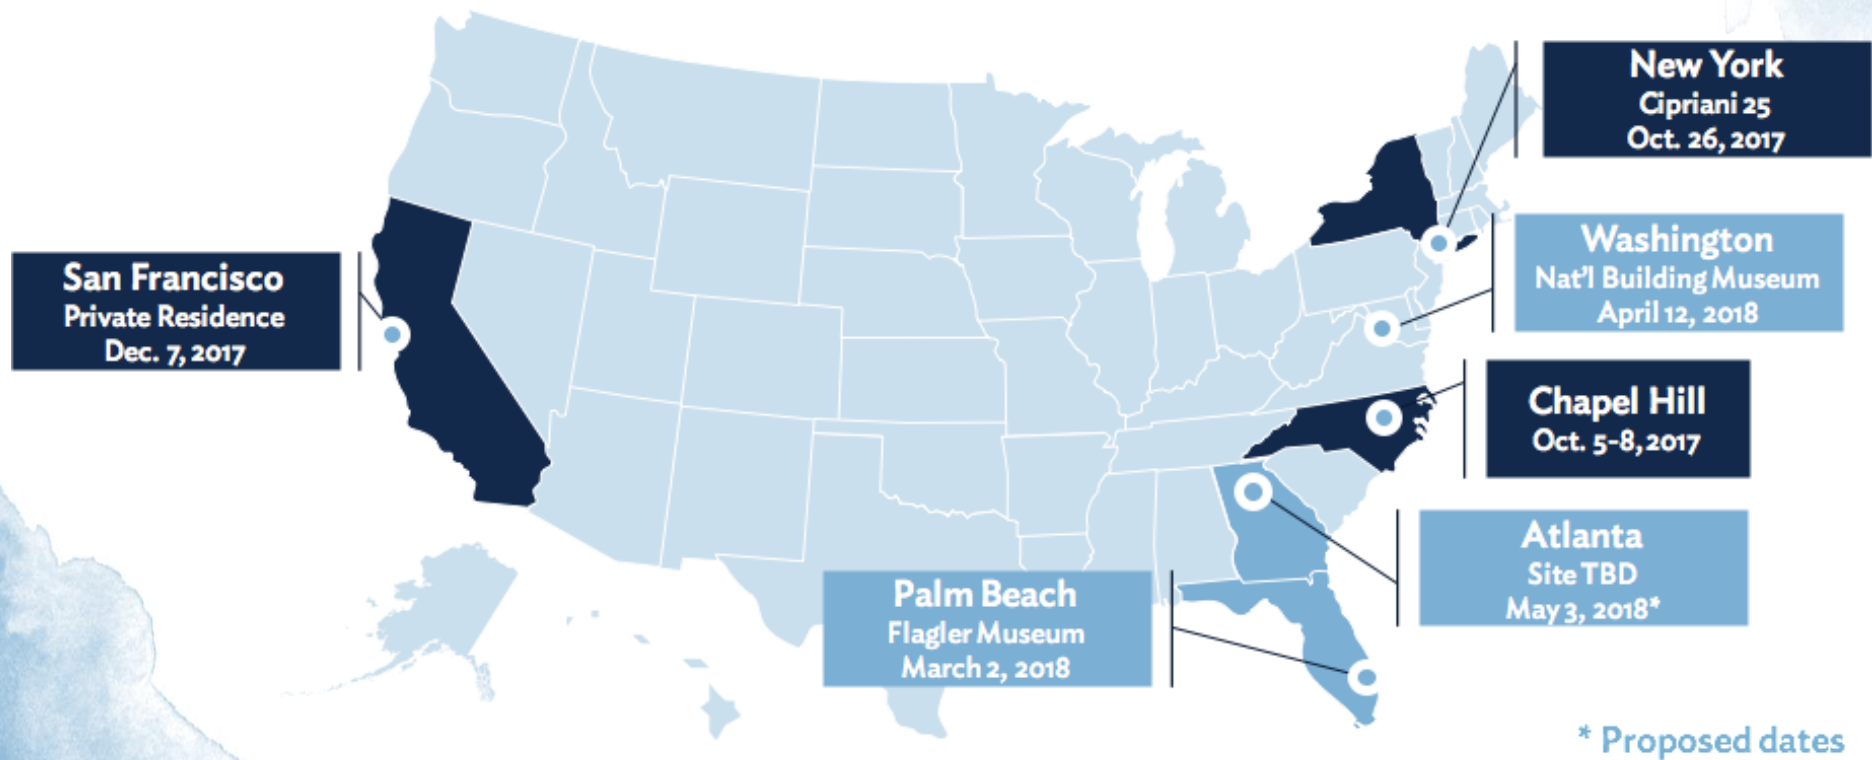 New York
Cipriani 25
Oct. 26, 2017
Washington
Nat'l Building Museum
April 12, 2018
San Francisco
Private Residence
Dec. 7, 2017
Chapel Hill
Oct. 5-8, 2017
Atlanta
Site TBD
May 3, 2018*
Palm Beach
Flagler Museum
March 2, 2018
* Proposed dates